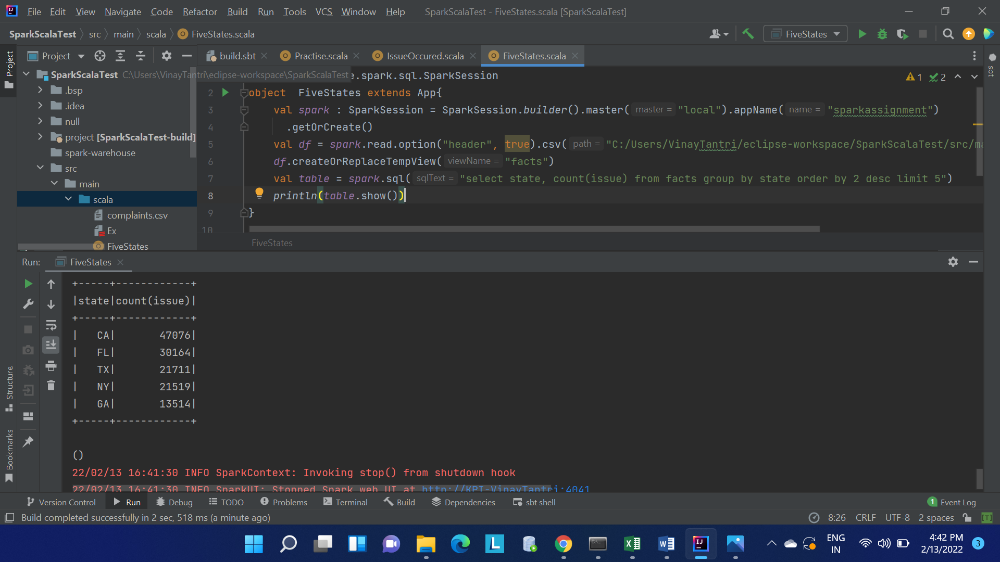 File Edit View Navigate Code Refactor Build Run Tools VCS Window Help SparkScalaTest - FiveStates.scala [SparkScalaTest]
SparkScalaTest src main scala FiveStates.scala FiveStates
Project build.sbt Practise.scala IssueOccured.scala FiveStates.scala
Project
sbt
SparkScalaTest C:\Users\VinayTantri\eclipse-workspace\SparkScalaTest
.bsp
.idea
null
project [SparkScalaTest-build]
spark-warehouse
src
main
scala
complaints.csv
Ex
FiveStates
e.spark.sql.SparkSession 1 2
2 object FiveStates extends App{
3 val spark : SparkSession = SparkSession.builder().master( master = "local").appName( name = "sparkassignment")
4 .getOrCreate()
5 val df = spark.read.option("header", true).csv( path = "C:/Users/VinayTantri/eclipse-workspace/SparkScalaTest/src/ma
6 df.createOrReplaceTempView( viewName = "facts")
7 val table = spark.sql( sqlText = "select state, count(issue) from facts group by state order by 2 desc limit 5")
8 println(table.show())
9 }
10
FiveStates
Run: FiveStates
+-----+------------+
|state|count(issue)|
+-----+------------+
|   CA|       47076|
|   FL|       30164|
|   TX|       21711|
|   NY|       21519|
|   GA|       13514|
+-----+------------+
()
22/02/13 16:41:30 INFO SparkContext: Invoking stop() from shutdown hook
22/02/13 16:41:30 INFO SparkUI: Stopped Spark web UI at http://KPI-VinayTantri:4041
Structure
Bookmarks
Version Control Run Debug TODO Problems Terminal Build Dependencies sbt shell 1 Event Log
Build completed successfully in 2 sec, 518 ms (a minute ago) 8:26 CRLF UTF-8 2 spaces [T]
ENG
IN
4:42 PM
2/13/2022
3